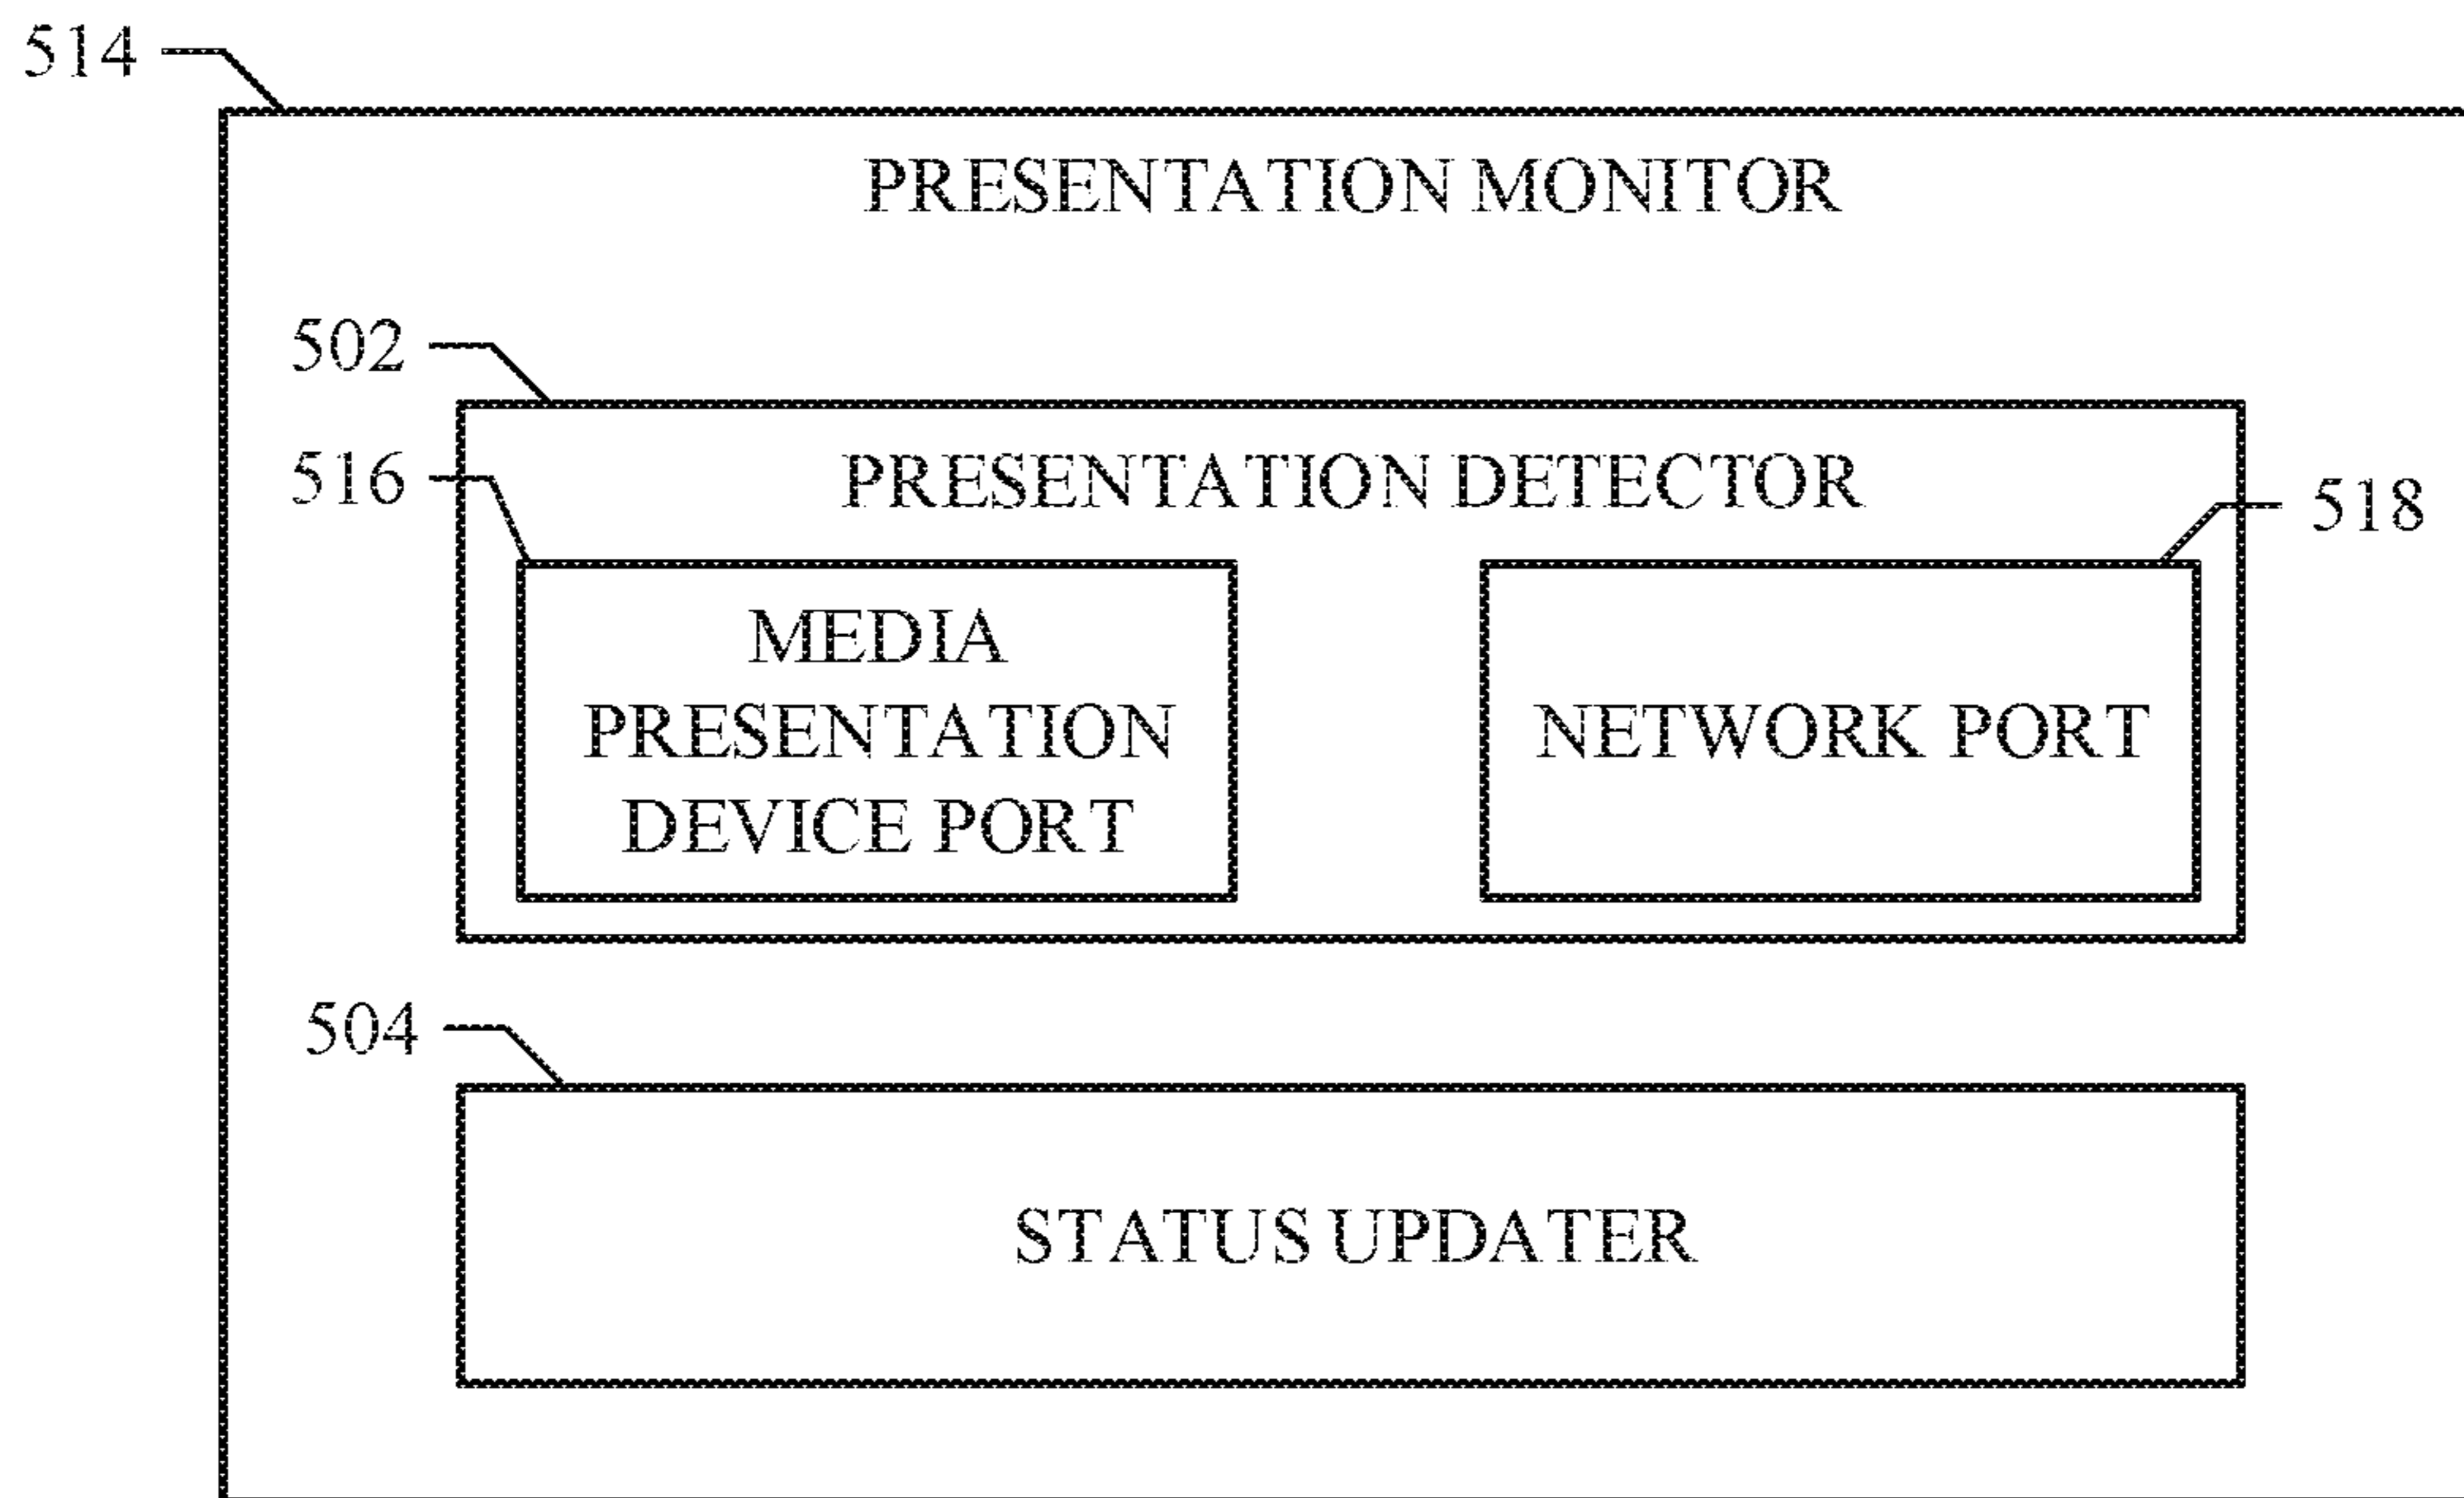 514
PRESENTATION MONITOR
502
516
PRESENTATION DETECTOR
518
MEDIA
PRESENTATION
DEVICE PORT
NETWORK PORT
504
STATUS UPDATER